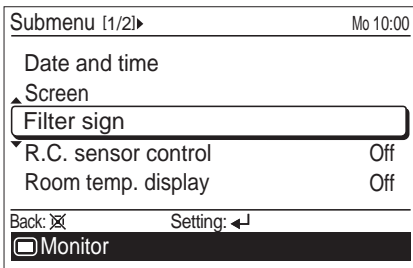 Submenu [1/2]▸ Mo 10:00
Date and time
Screen
Filter sign
R.C. sensor control Off
Room temp. display Off
Back: Setting:
Monitor